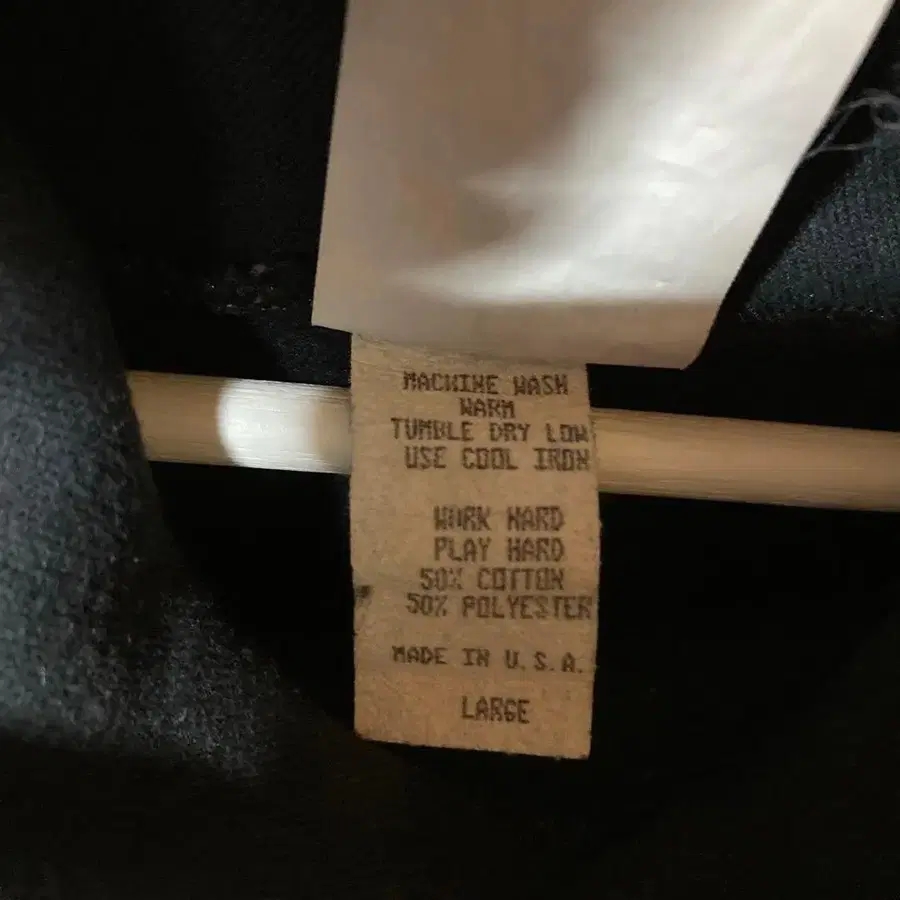 MACHINE WASH
WARM
TUMBLE DRY LOW
USE COOL IRON
WORK HARD
PLAY HARD
50% COTTON
50% POLYESTER
MADE IN U.S.A.
LARGE